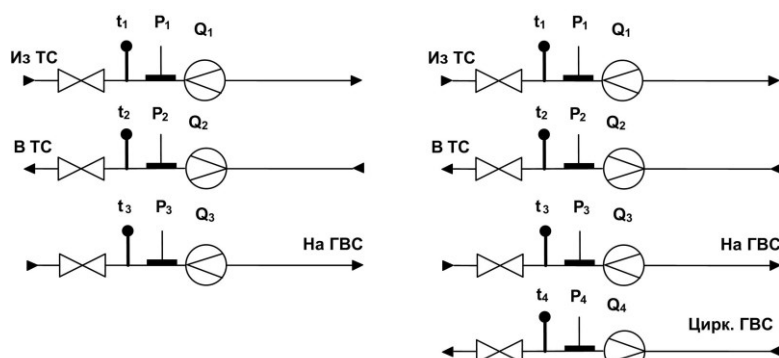 t₁ P₁ Q₁
Из ТС
t₂ P₂ Q₂
В ТС
t₃ P₃ Q₃
На ГВС
t₁ P₁ Q₁
Из ТС
t₂ P₂ Q₂
В ТС
t₃ P₃ Q₃
На ГВС
t₄ P₄ Q₄
Цирк. ГВС